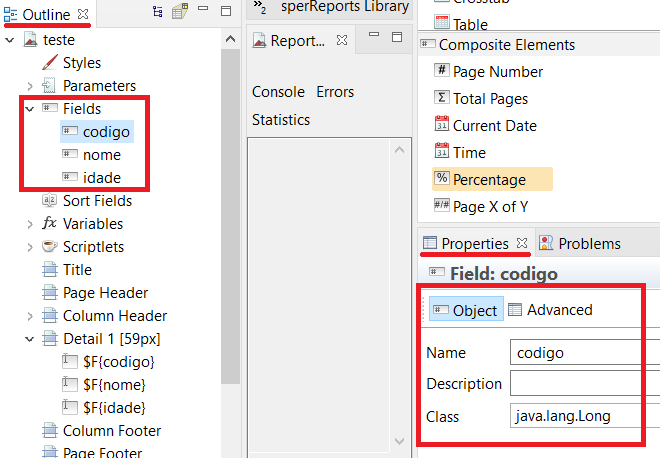 Outline
teste
Styles
Parameters
Fields
codigo
nome
idade
Sort Fields
Variables
Scriptlets
Title
Page Header
Column Header
Detail 1 [59px]
$F{codigo}
$F{nome}
$F{idade}
Column Footer
Page Footer
»2
sperReports Library
Report...
Console Errors
Statistics
Crosstab
Table
Composite Elements
# Page Number
Σ Total Pages
Current Date
Time
% Percentage
#/# Page X of Y
Properties Problems
Field: codigo
Object Advanced
Name codigo
Description
Class java.lang.Long